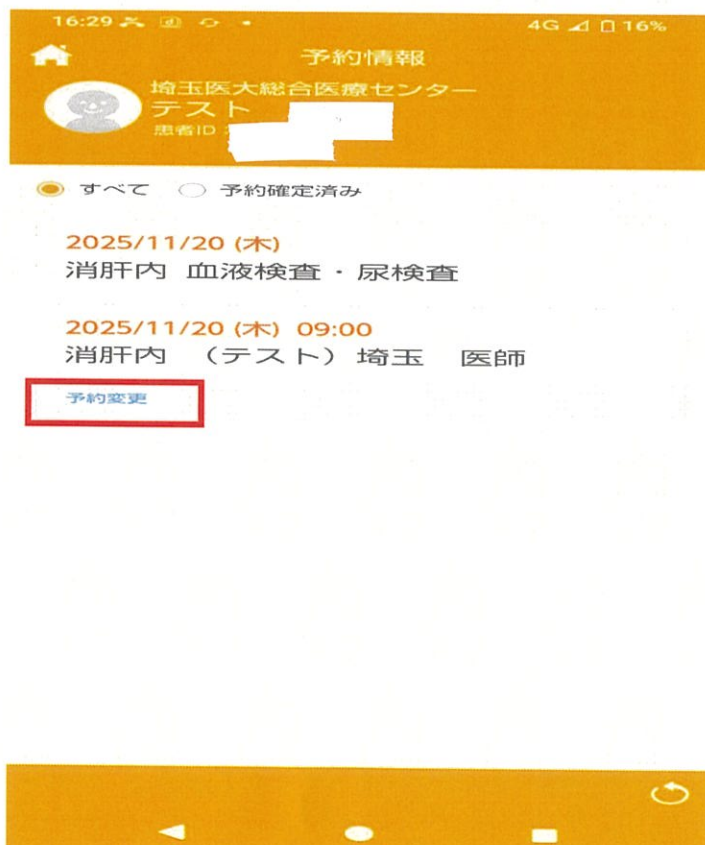 16:29
4G 16%
予約情報
埼玉医大総合医療センター
テスト
患者ID
すべて 予約確定済み
2025/11/20 (木)
消肝内 血液検査・尿検査
2025/11/20 (木) 09:00
消肝内 (テスト) 埼玉 医師
予約変更